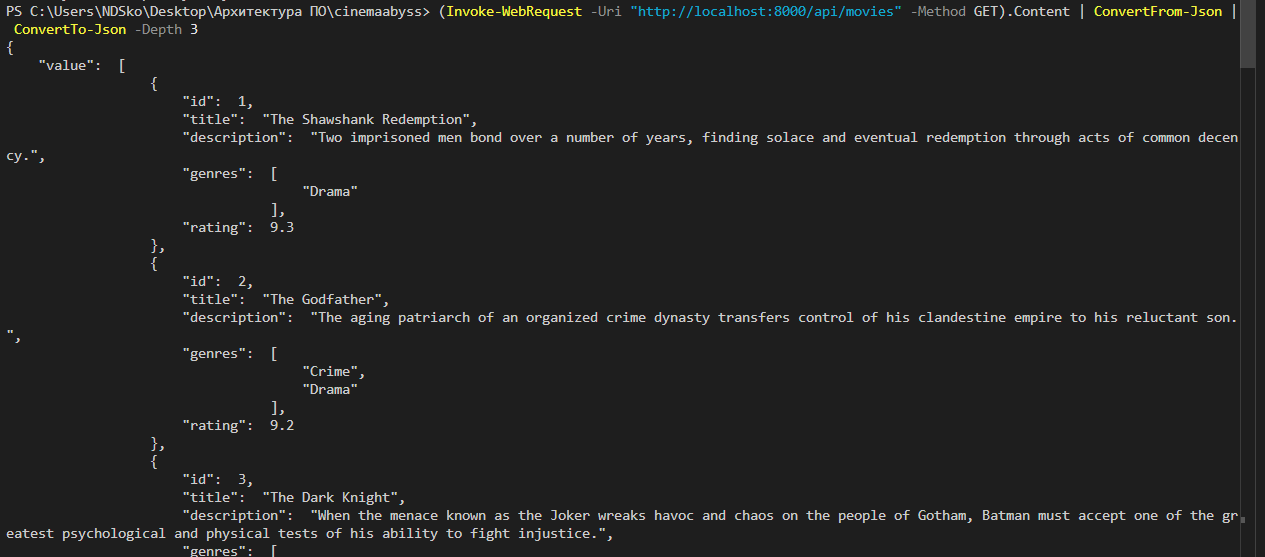 PS C:\Users\NDSko\Desktop\Архитектура ПО\cinemaabyss> (Invoke-WebRequest -Uri "http://localhost:8000/api/movies" -Method GET).Content | ConvertFrom-Json |
 ConvertTo-Json -Depth 3
{
    "value":  [
                  {
                      "id":  1,
                      "title":  "The Shawshank Redemption",
                      "description":  "Two imprisoned men bond over a number of years, finding solace and eventual redemption through acts of common decen
cy.",
                      "genres":  [
                                     "Drama"
                                 ],
                      "rating":  9.3
                  },
                  {
                      "id":  2,
                      "title":  "The Godfather",
                      "description":  "The aging patriarch of an organized crime dynasty transfers control of his clandestine empire to his reluctant son.
",
                      "genres":  [
                                     "Crime",
                                     "Drama"
                                 ],
                      "rating":  9.2
                  },
                  {
                      "id":  3,
                      "title":  "The Dark Knight",
                      "description":  "When the menace known as the Joker wreaks havoc and chaos on the people of Gotham, Batman must accept one of the gr
eatest psychological and physical tests of his ability to fight injustice.",
                      "genres":  [